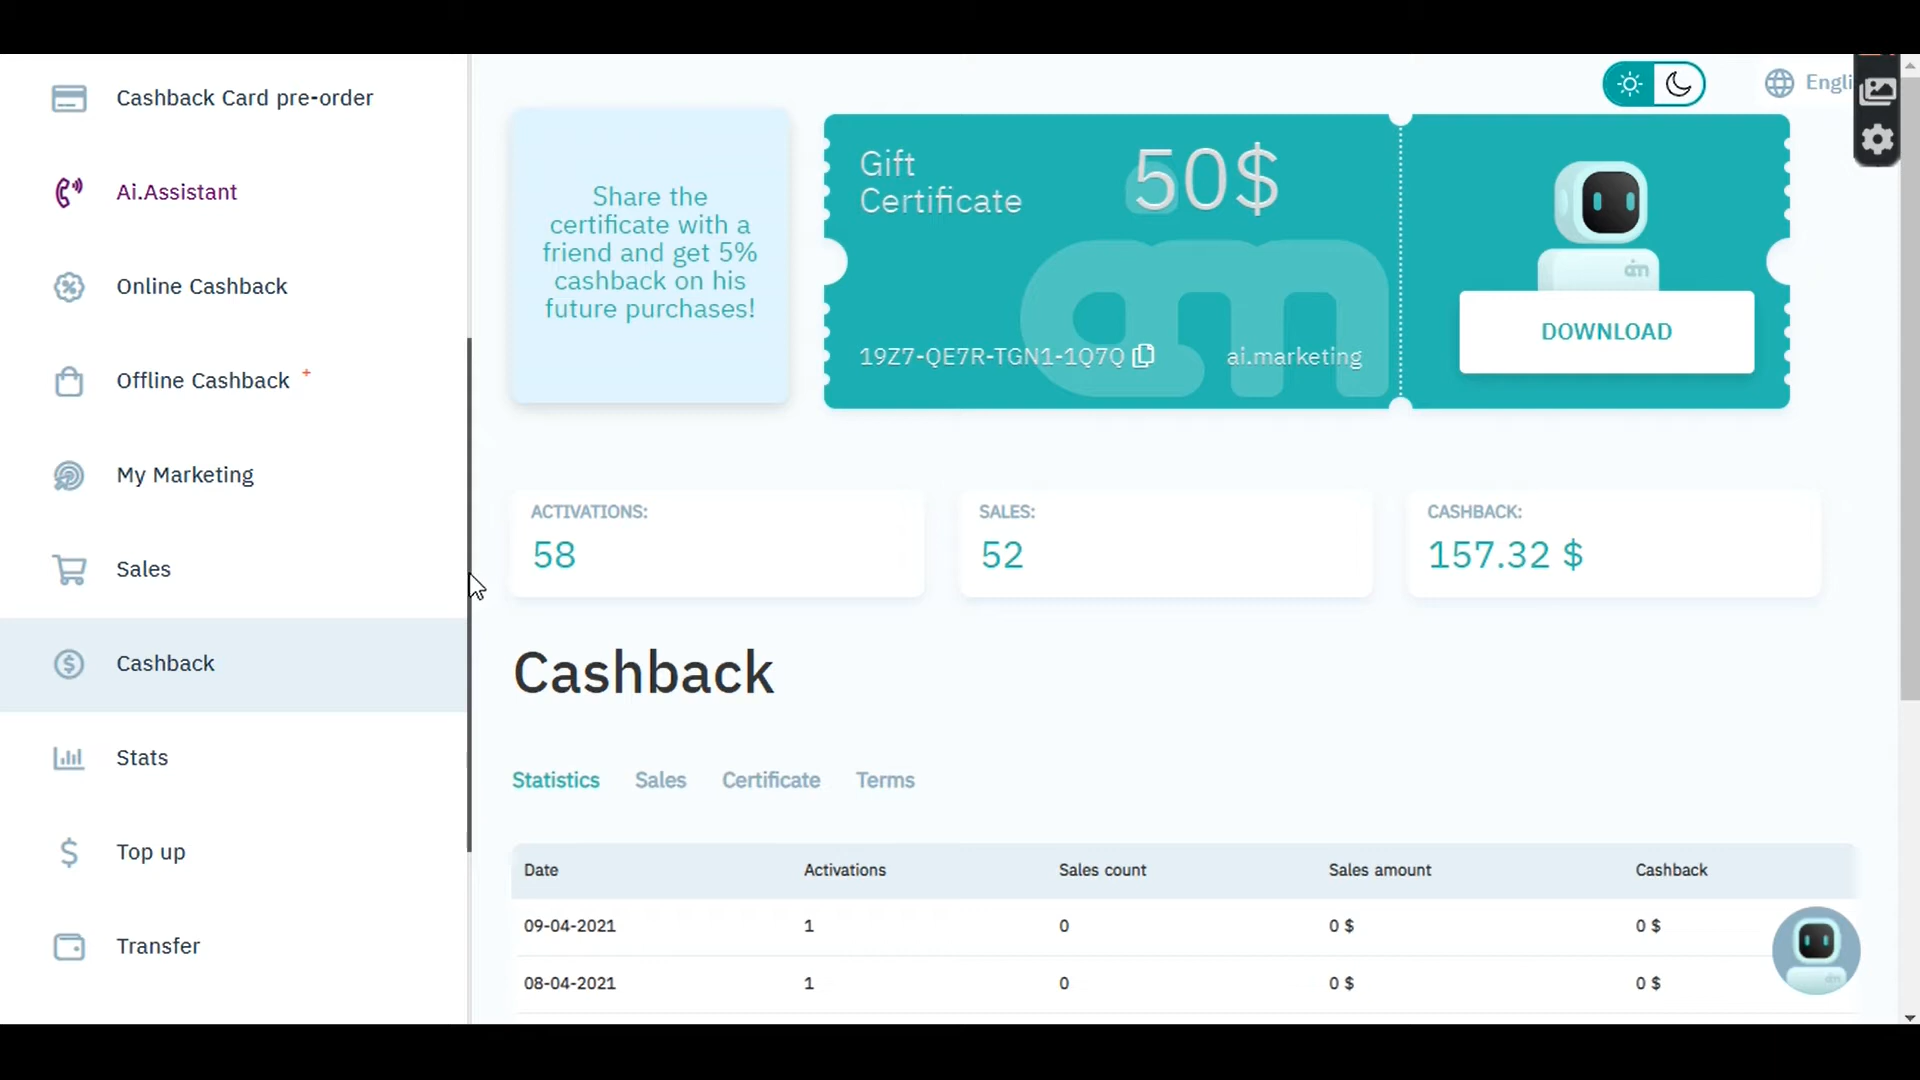 Cashback Card pre-order
Ai.Assistant
Online Cashback
Offline Cashback +
My Marketing
Sales
Cashback
Stats
Top up
Transfer
Engli
Share the
certificate with a
friend and get 5%
cashback on his
future purchases!
Gift
Certificate
50$
19Z7-QE7R-TGN1-1Q7Q
ai.marketing
am
am
DOWNLOAD
ACTIVATIONS:
58
SALES:
52
CASHBACK:
157.32 $
Cashback
Statistics Sales Certificate Terms
Date Activations Sales count Sales amount Cashback
09-04-2021 1 0 0 $ 0 $
08-04-2021 1 0 0 $ 0 $